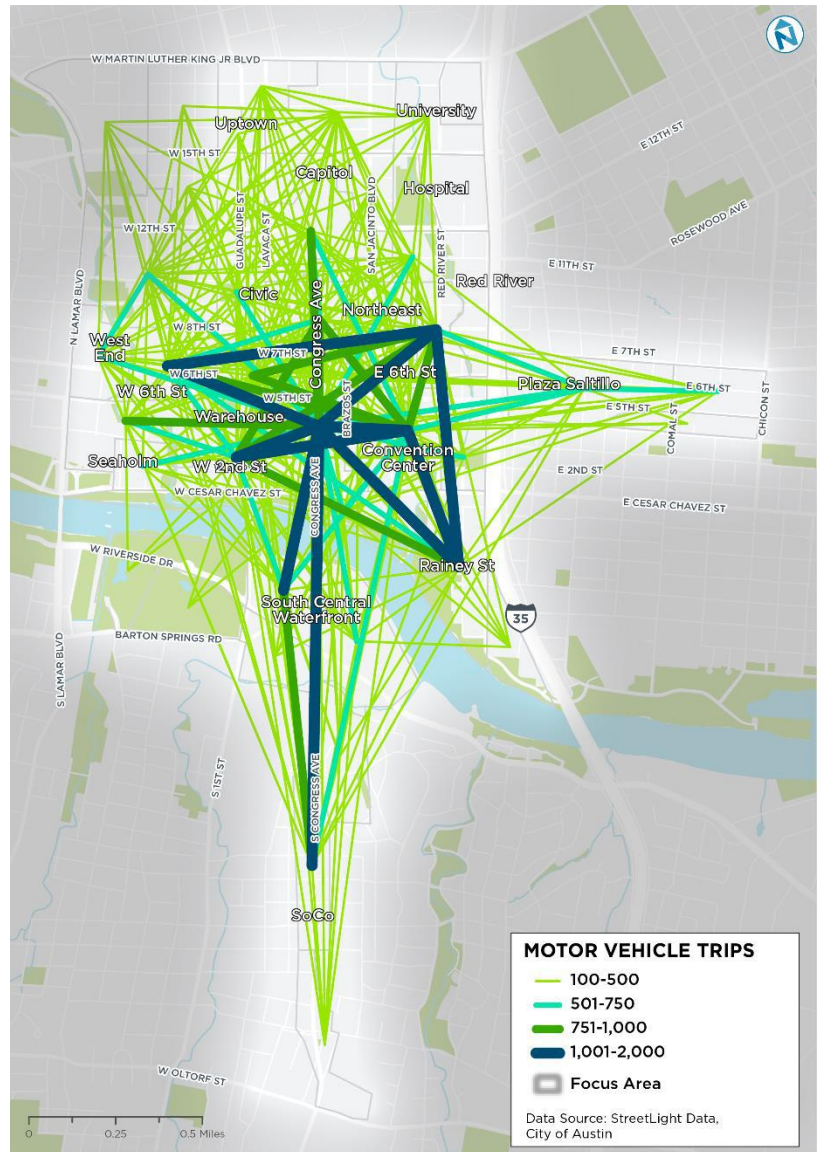 N
W MARTIN LUTHER KING JR BLVD
University
Uptown
E 12TH ST
W 15TH ST
Capitol
Hospital
ROSEWOOD AVE
GUADALUPE ST
LAVACA ST
SAN JACINTO BLVD
W 12TH ST
RED RIVER ST
E 11TH ST
Red River
N LAMAR BLVD
Civic
Congress Ave
Northeast
W 8TH ST
West
End
W 7TH ST
E 7TH ST
W 6TH ST
E 6th St
Plaza Saltillo
E 6TH ST
W 6th St
W 5TH ST
BRAZOS ST
E 5TH ST
COMAL ST
CHICON ST
Warehouse
Convention
Center
Seaholm
W 2nd St
E 2ND ST
W CESAR CHAVEZ ST
CONGRESS AVE
E CESAR CHAVEZ ST
W RIVERSIDE DR
Rainey St
South Central
Waterfront
35
BARTON SPRINGS RD
S LAMAR BLVD
S 1ST ST
S CONGRESS AVE
SoCo
W OLTORF ST
0 0.25 0.5 Miles
MOTOR VEHICLE TRIPS
100-500
501-750
751-1,000
1,001-2,000
Focus Area
Data Source: StreetLight Data,
City of Austin